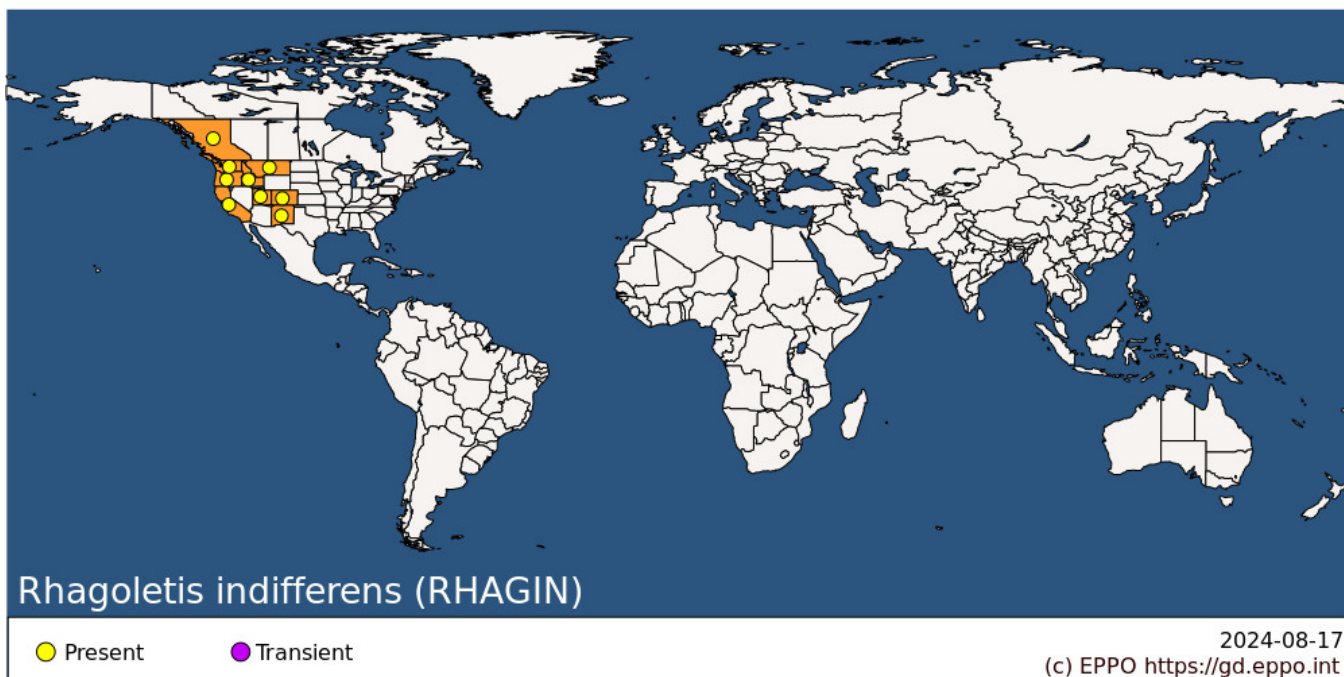 Rhagoletis indifferens (RHAGIN)
Present
Transient
2024-08-17
(c) EPPO https://gd.eppo.int